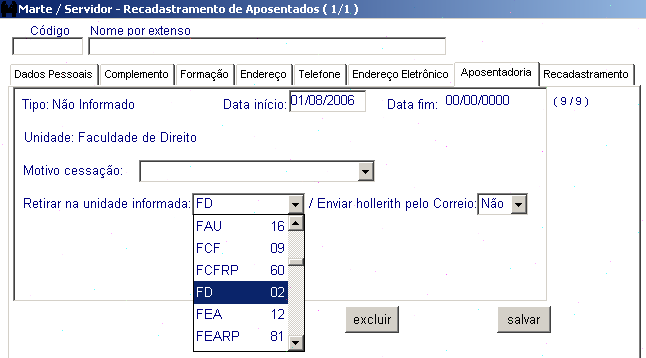 Marte / Servidor - Recadastramento de Aposentados ( 1/1 )
Código Nome por extenso
Dados Pessoais Complemento Formação Endereço Telefone Endereço Eletrônico Aposentadoria Recadastramento
Tipo: Não Informado Data início: 01/08/2006 Data fim: 00/00/0000 ( 9 / 9 )
Unidade: Faculdade de Direito
Motivo cessação:
Retirar na unidade informada: FD / Enviar hollerith pelo Correio: Não
FAU 16
FCF 09
FCFRP 60
FD 02
FEA 12
FEARP 81
excluir salvar